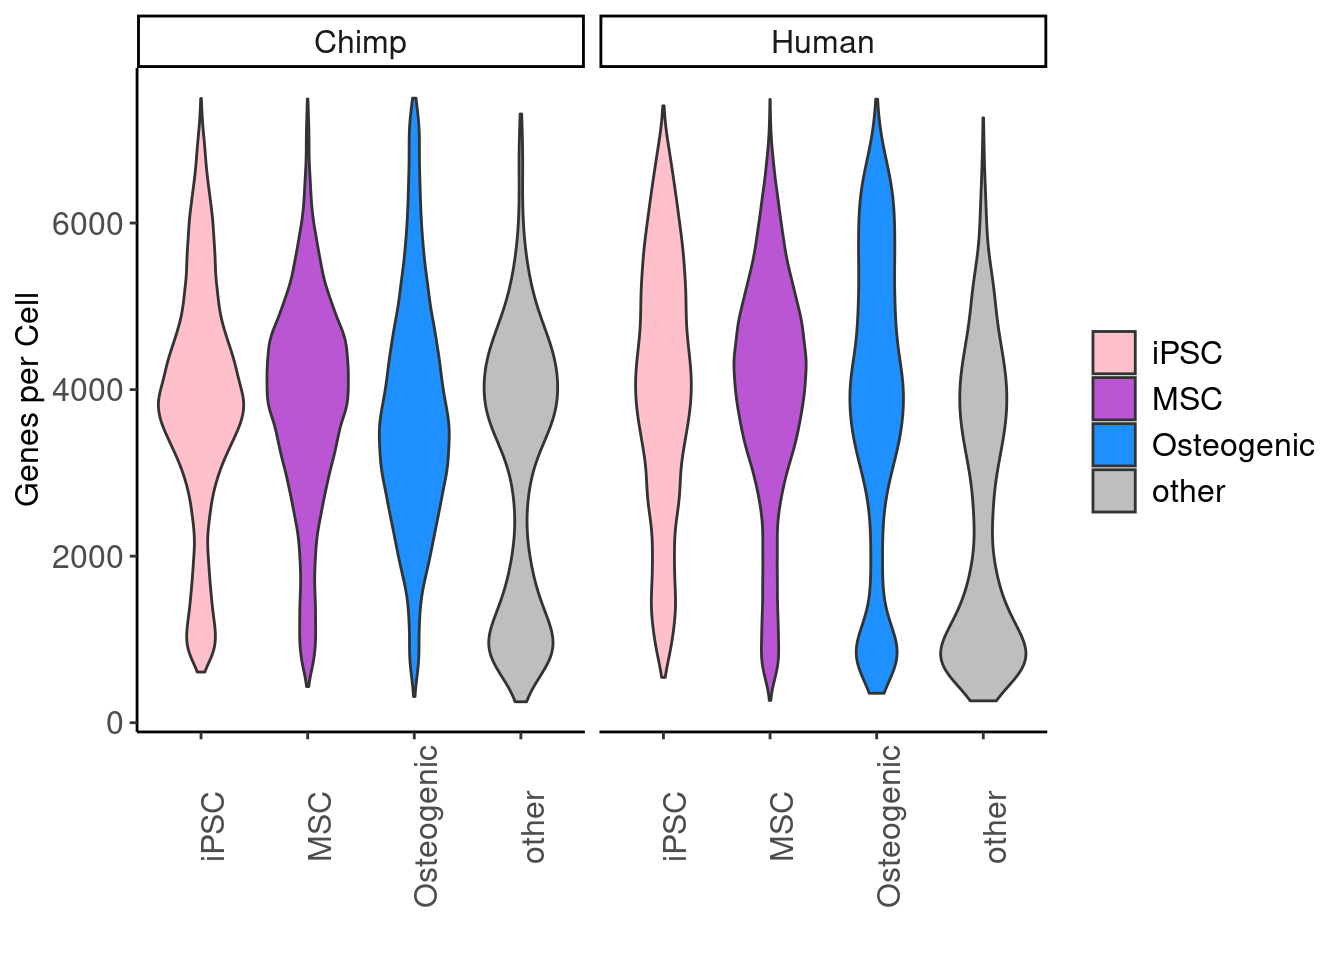 Chimp
Human
Genes per Cell
6000
4000
2000
0
iPSC
MSC
Osteogenic
other
iPSC
MSC
Osteogenic
other
iPSC
MSC
Osteogenic
other